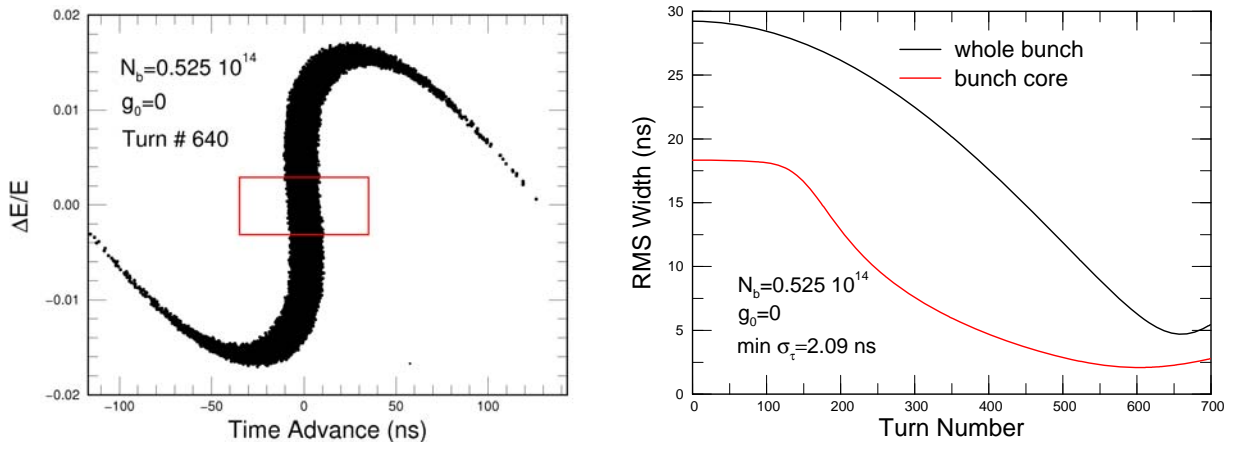 0.02
0.01
0.00
−0.01
−0.02
ΔE/E
N_b=0.525 10^14
g_0=0
Turn # 640
−100 −50 0 50 100
Time Advance (ns)
30
25
20
15
10
5
0
RMS Width (ns)
whole bunch
bunch core
N_b=0.525 10^14
g_0=0
min σ_τ=2.09 ns
0 100 200 300 400 500 600 700
Turn Number